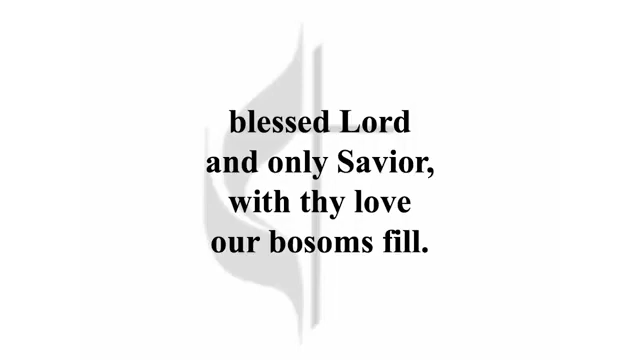 blessed Lord
and only Savior,
with thy love
our bosoms fill.